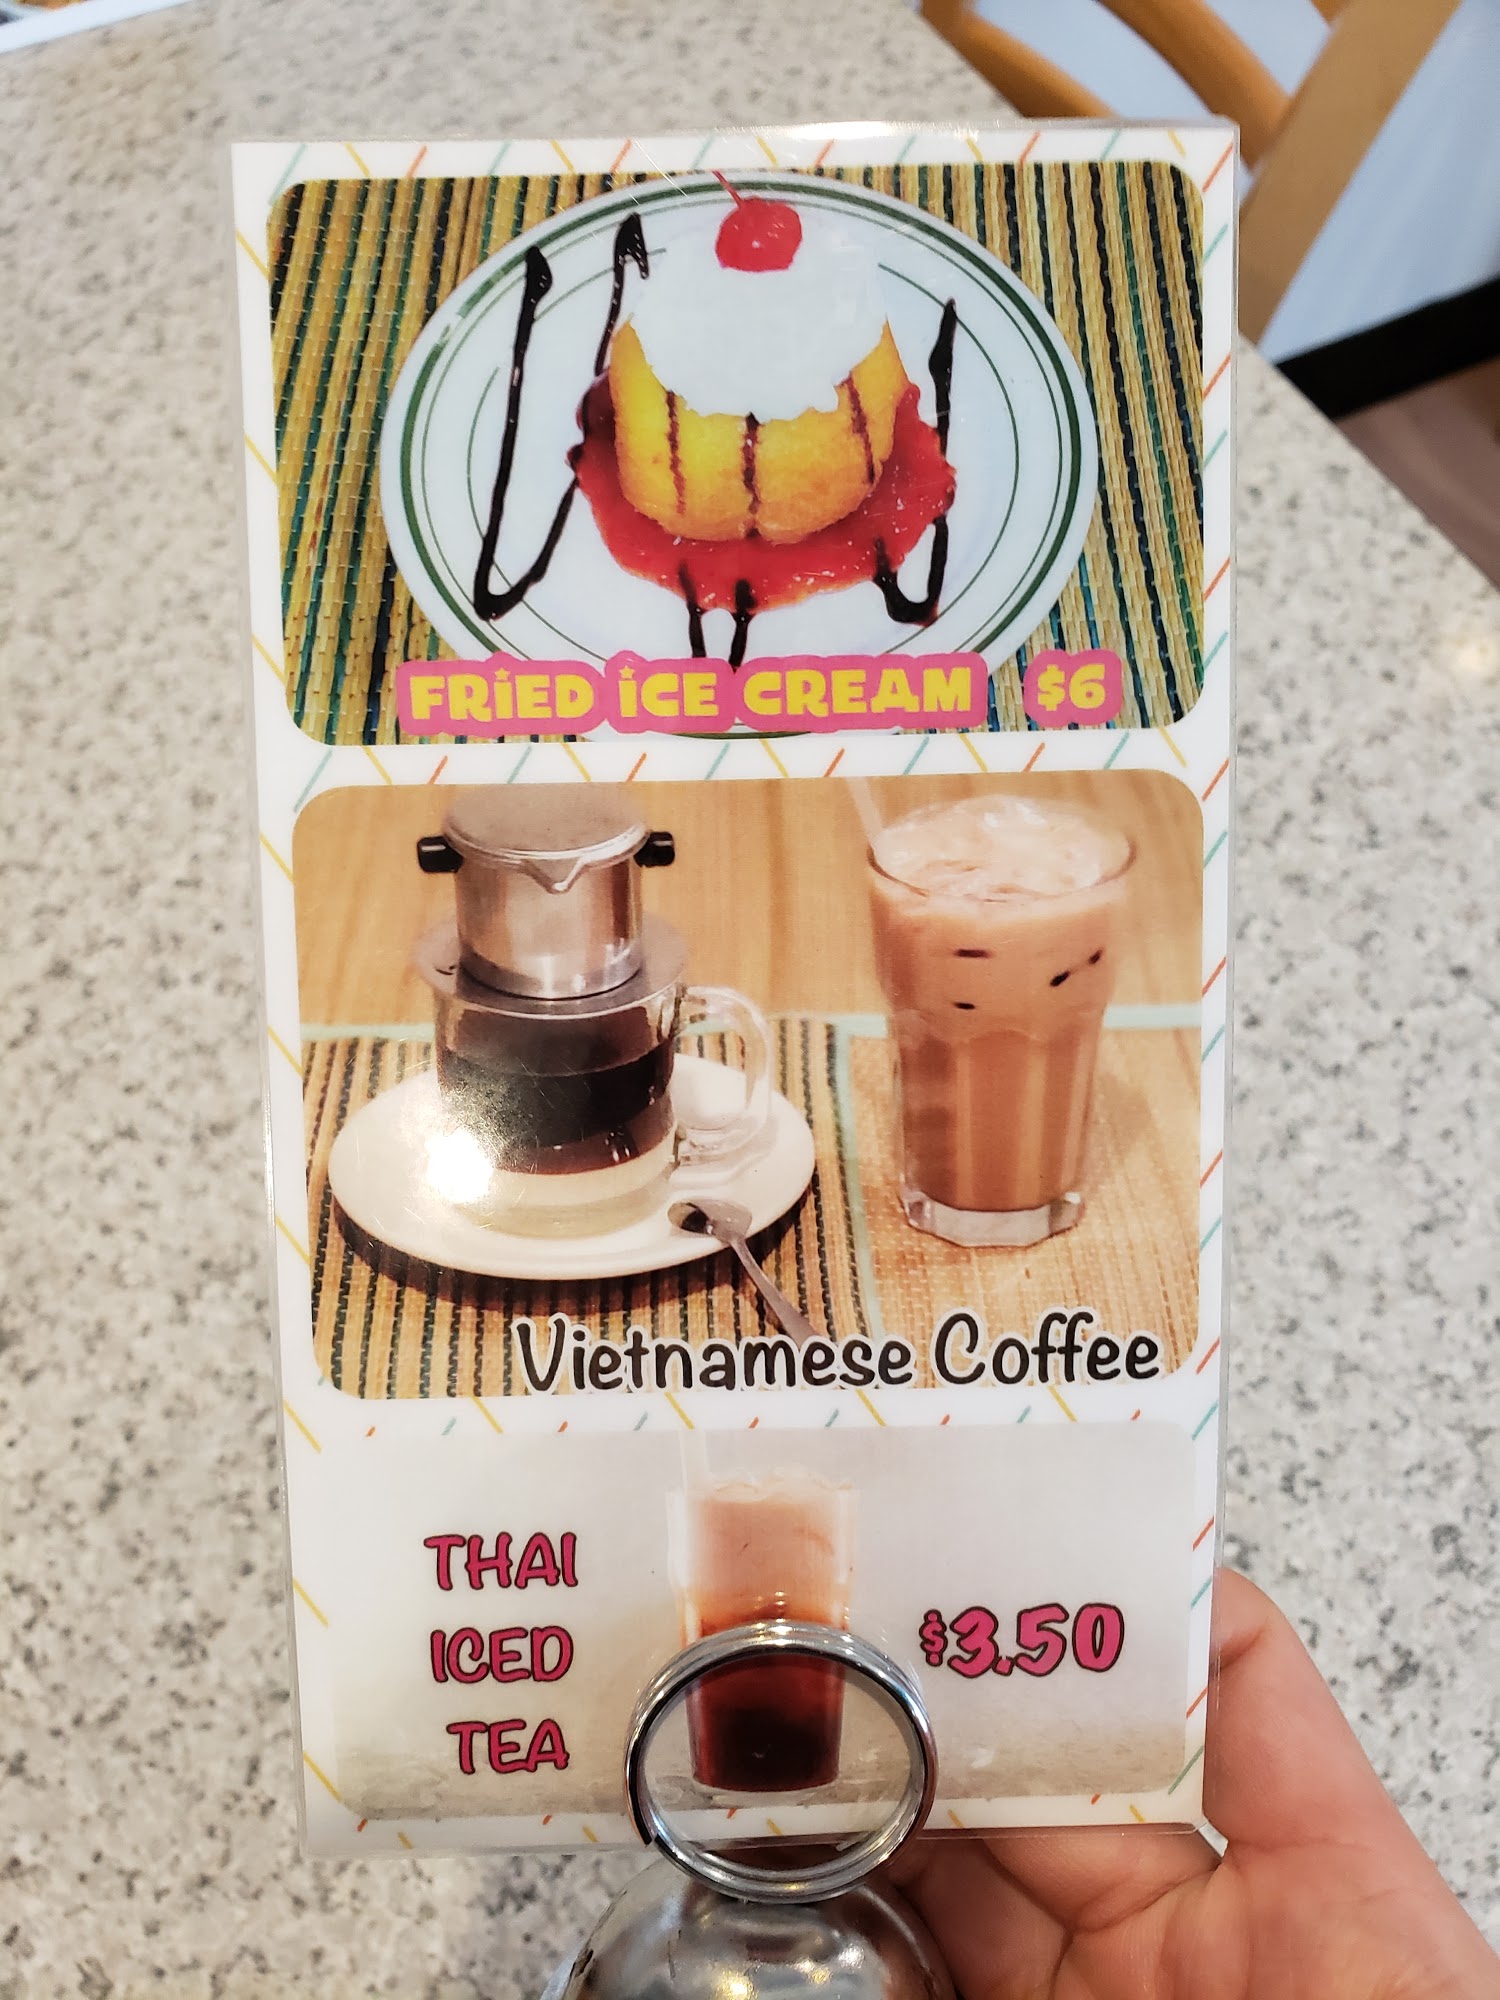 FRiED iCE CREAM $6
Vietnamese Coffee
THAI
ICED
TEA
$3.50